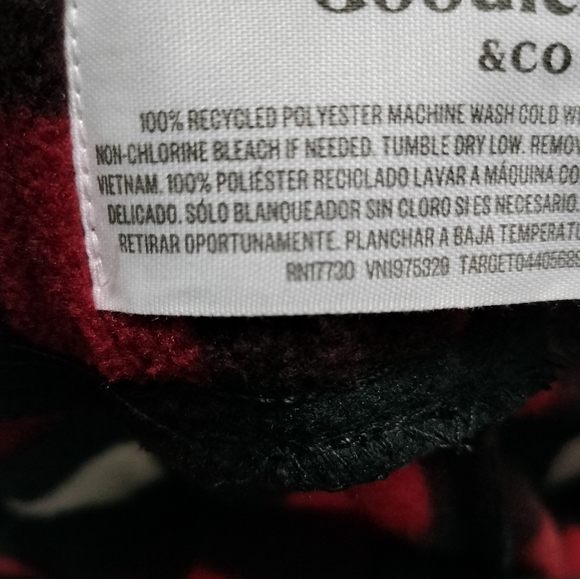 &CO
100% RECYCLED POLYESTER MACHINE WASH COLD
NON-CHLORINE BLEACH IF NEEDED. TUMBLE DRY LOW.
VIETNAM. 100% POLIÉSTER RECICLADO LAVAR A MÁQUINA
DELICADO. SÓLO BLANQUEADOR SIN CLORO SI ES NECESARIO.
RETIRAR OPORTUNAMENTE. PLANCHAR A BAJA
RN17730 VN1975329